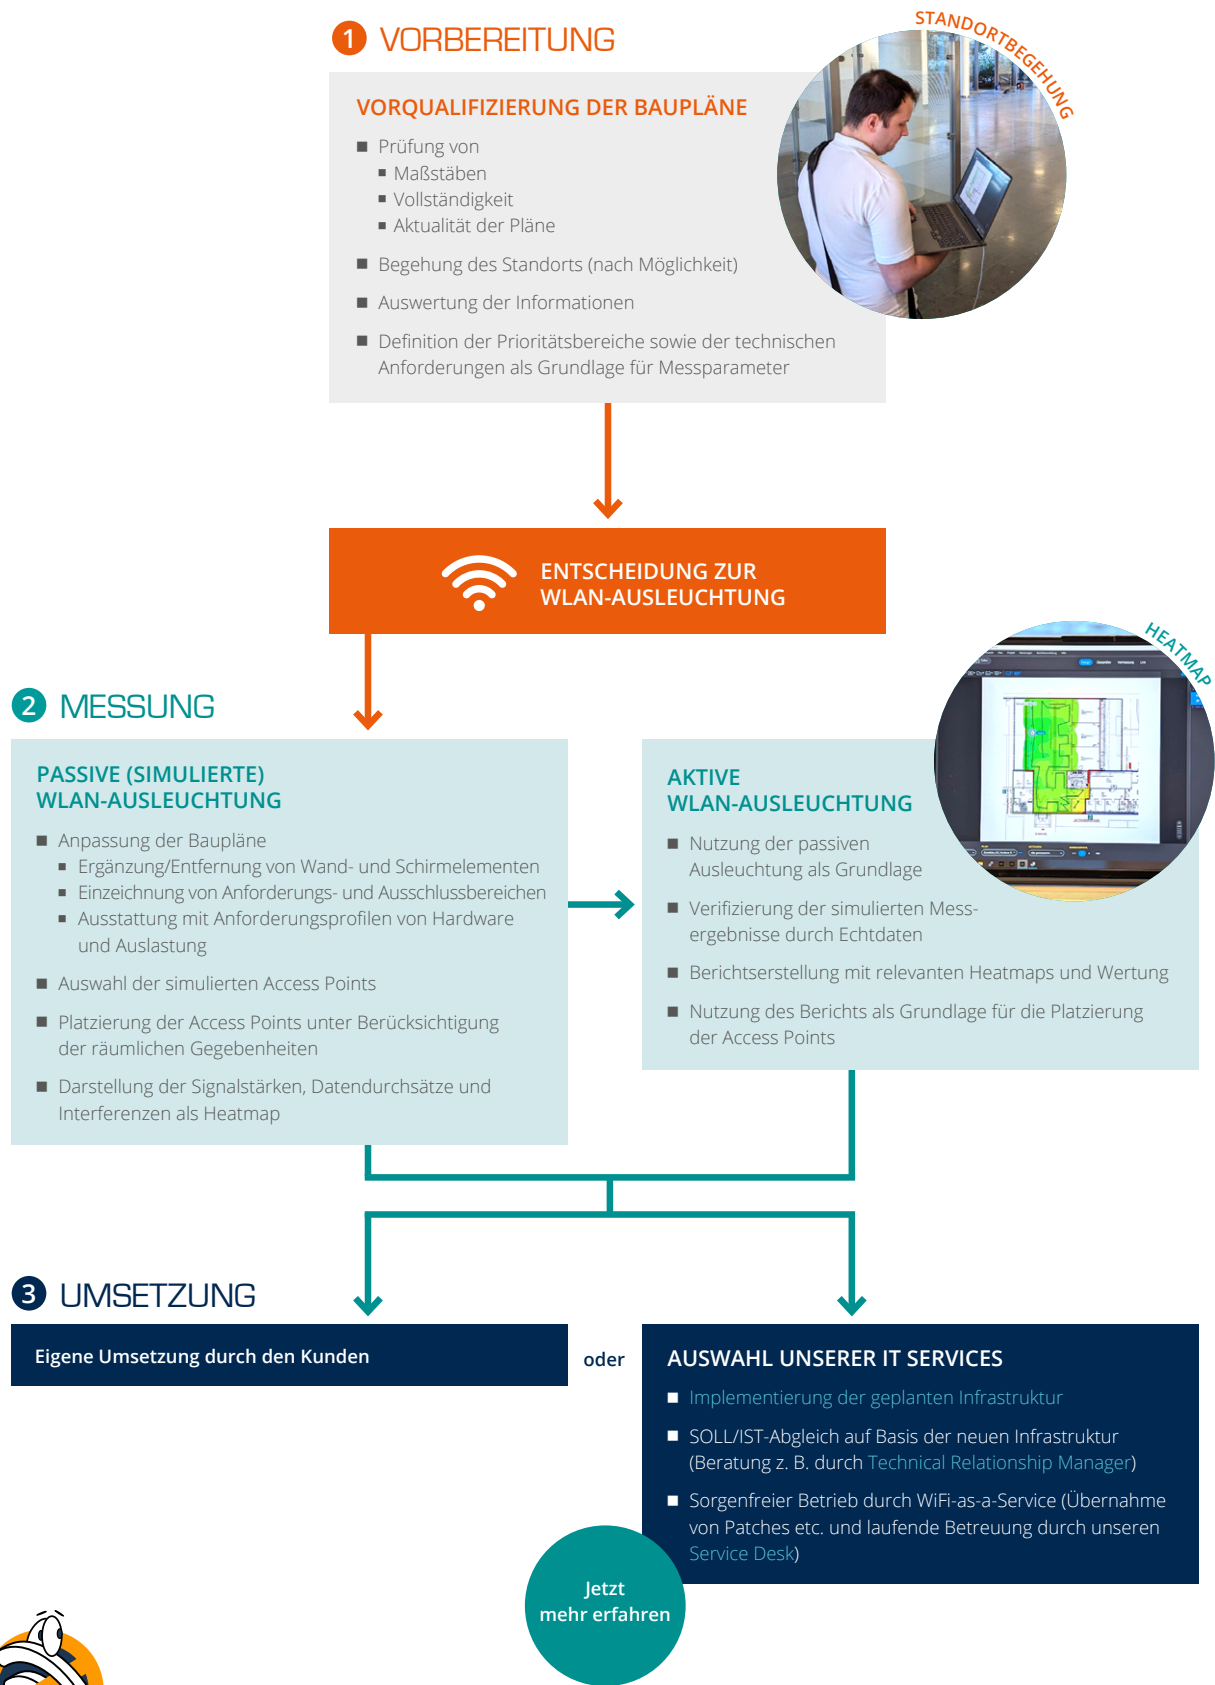 1 VORBEREITUNG
STANDORTBEGEHUNG
VORQUALIFIZIERUNG DER BAUPLÄNE
Prüfung von
Maßstäben
Vollständigkeit
Aktualität der Pläne
Begehung des Standorts (nach Möglichkeit)
Auswertung der Informationen
Definition der Prioritätsbereiche sowie der technischen
Anforderungen als Grundlage für Messparameter
ENTSCHEIDUNG ZUR
WLAN-AUSLEUCHTUNG
HEATMAP
2 MESSUNG
PASSIVE (SIMULIERTE)
WLAN-AUSLEUCHTUNG
Anpassung der Baupläne
Ergänzung/Entfernung von Wand- und Schirmelementen
Einzeichnung von Anforderungs- und Ausschlussbereichen
Ausstattung mit Anforderungsprofilen von Hardware
und Auslastung
Auswahl der simulierten Access Points
Platzierung der Access Points unter Berücksichtigung
der räumlichen Gegebenheiten
Darstellung der Signalstärken, Datendurchsätze und
Interferenzen als Heatmap
AKTIVE
WLAN-AUSLEUCHTUNG
Nutzung der passiven
Ausleuchtung als Grundlage
Verifizierung der simulierten Mess-
ergebnisse durch Echtdaten
Berichtserstellung mit relevanten Heatmaps und Wertung
Nutzung des Berichts als Grundlage für die Platzierung
der Access Points
3 UMSETZUNG
Eigene Umsetzung durch den Kunden
oder
AUSWAHL UNSERER IT SERVICES
Implementierung der geplanten Infrastruktur
SOLL/IST-Abgleich auf Basis der neuen Infrastruktur
(Beratung z. B. durch Technical Relationship Manager)
Sorgenfreier Betrieb durch WiFi-as-a-Service (Übernahme
von Patches etc. und laufende Betreuung durch unseren
Service Desk)
Jetzt
mehr erfahren